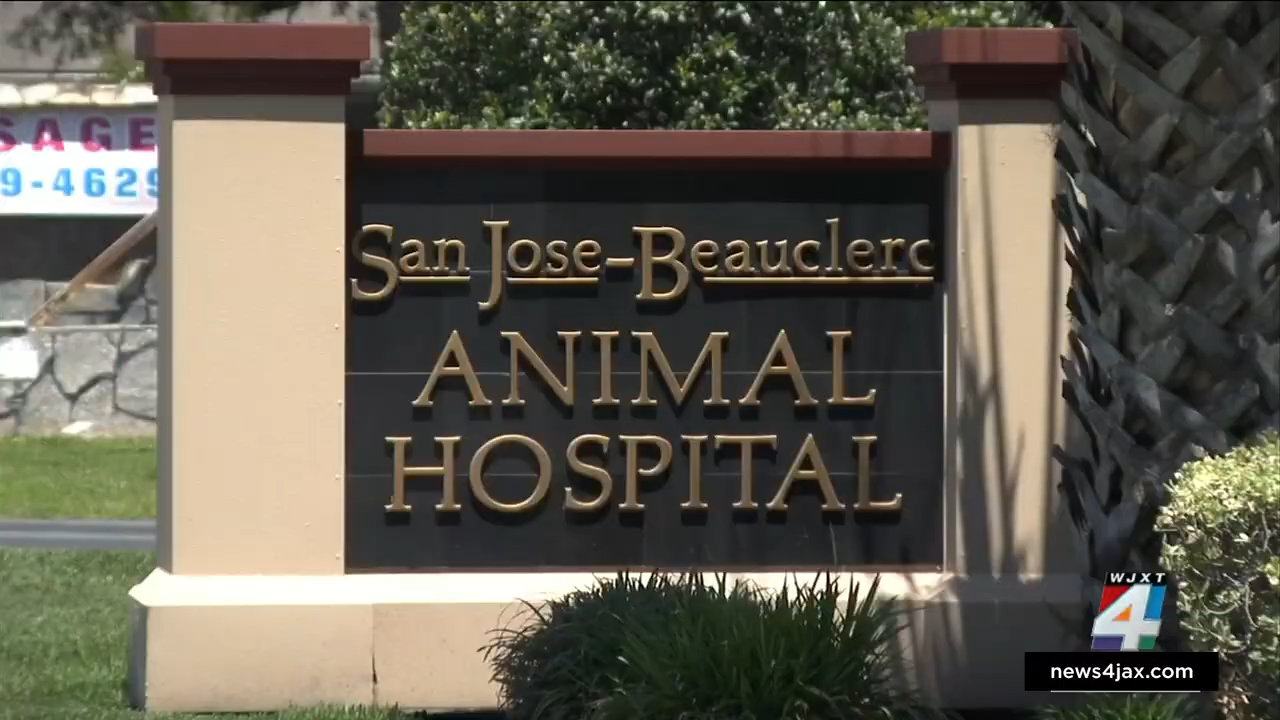 SAGE
9-4629
San Jose-Beauclerc
ANIMAL
HOSPITAL
WJXT
4
news4jax.com